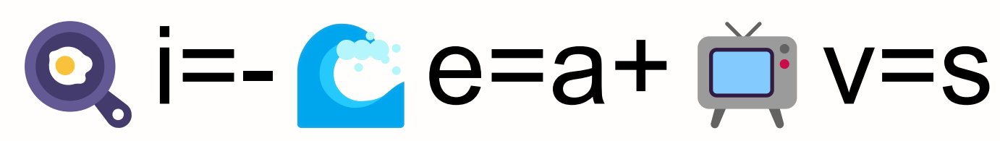 i=- e=a+ v=s